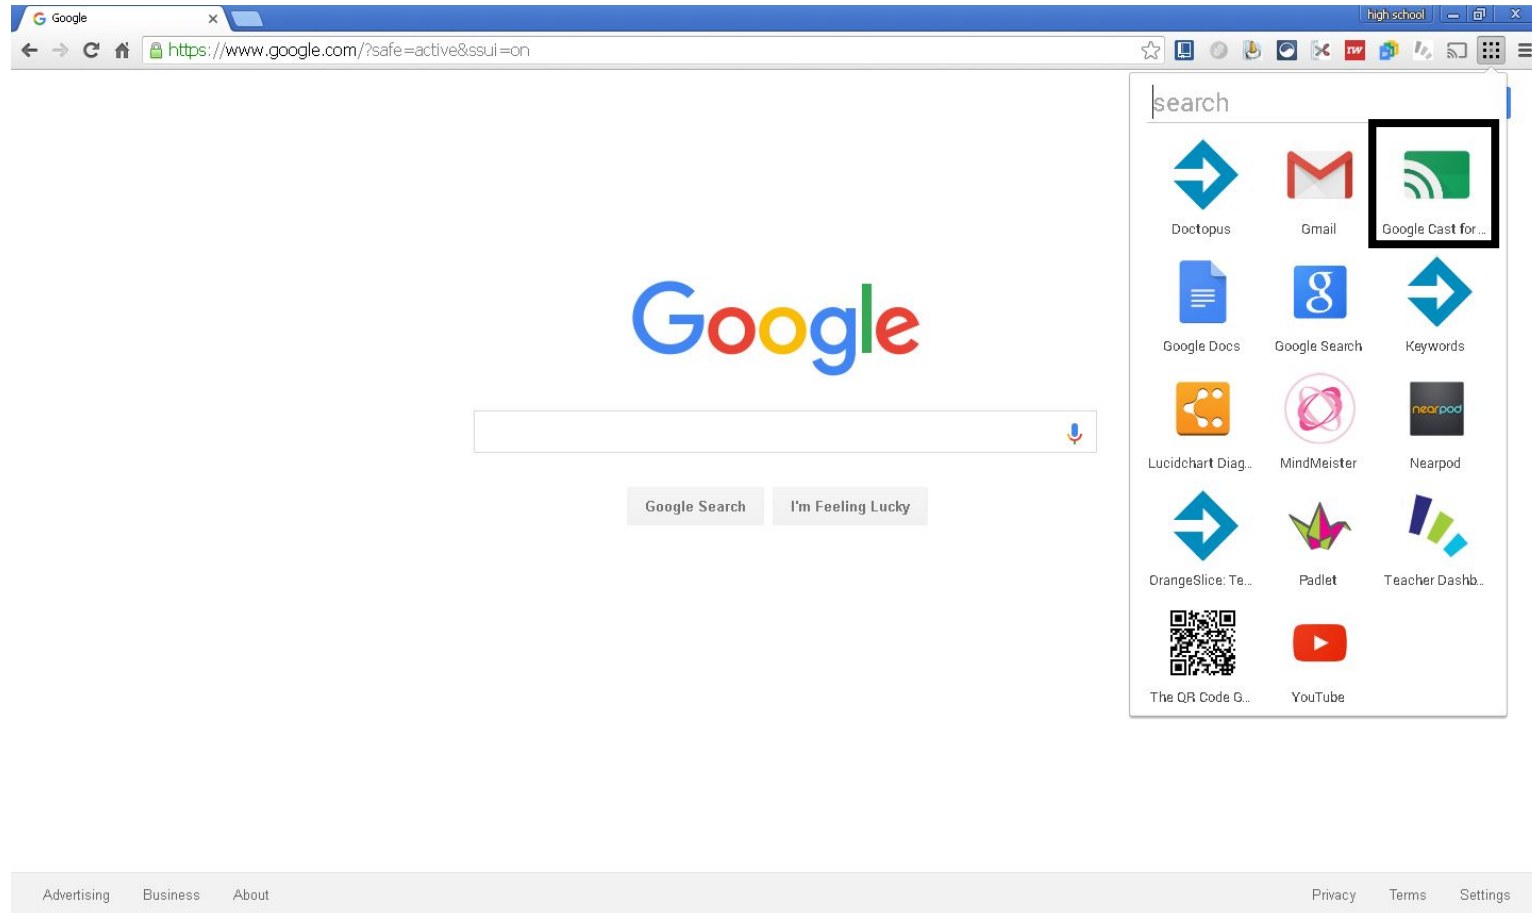 Google
high school
https://www.google.com/?safe=active&ssui=on
TW
search
Doctopus
Gmail
Google Cast for...
g
Google Docs
Google Search
Keywords
nearpod
Lucidchart Diag...
MindMeister
Nearpod
OrangeSlice: Te...
Padlet
Teacher Dashb...
The QR Code G...
YouTube
Google
Google Search
I'm Feeling Lucky
Advertising
Business
About
Privacy
Terms
Settings